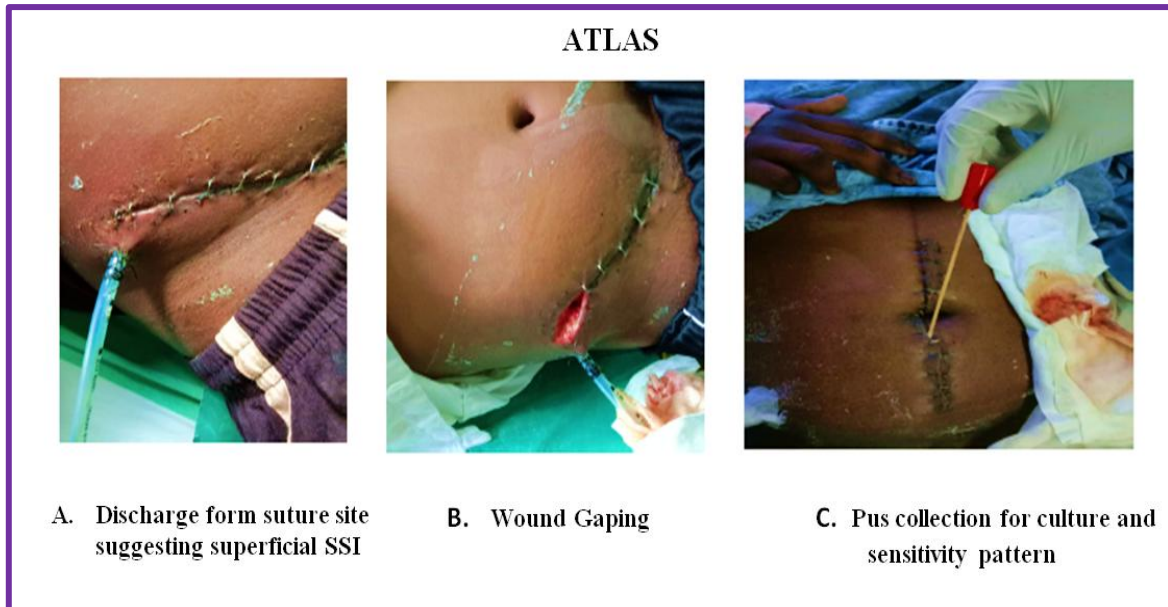 ATLAS
A. Discharge form suture site
suggesting superficial SSI
B. Wound Gaping
C. Pus collection for culture and
sensitivity pattern